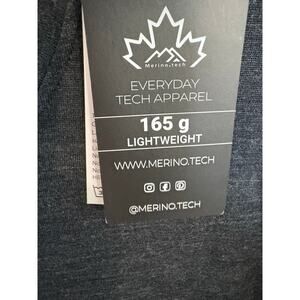 Merino.tech
EVERYDAY
TECH APPAREL
165 g
LIGHTWEIGHT
WWW.MERINO.TECH
@MERINO.TECH